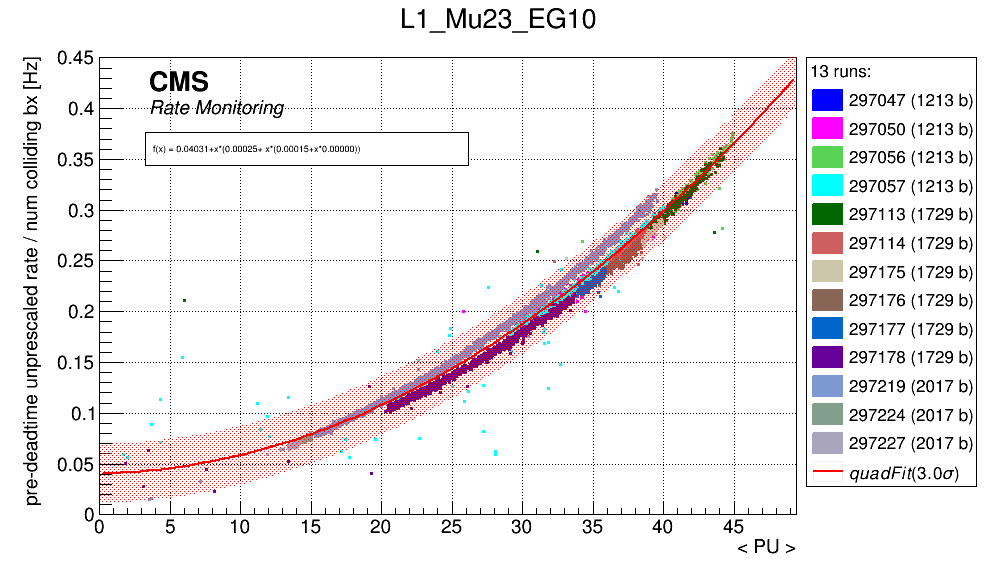 L1_Mu23_EG10
pre-deadtime unprescaled rate / num colliding bx [Hz]
0.45
0.4
0.35
0.3
0.25
0.2
0.15
0.1
0.05
0
CMS
Rate Monitoring
f(x) = 0.04031+x*(0.00025+ x*(0.00015+x*0.00000))
0 5 10 15 20 25 30 35 40 45
< PU >
13 runs:
297047 (1213 b)
297050 (1213 b)
297056 (1213 b)
297057 (1213 b)
297113 (1729 b)
297114 (1729 b)
297175 (1729 b)
297176 (1729 b)
297177 (1729 b)
297178 (1729 b)
297219 (2017 b)
297224 (2017 b)
297227 (2017 b)
quadFit(3.0σ)